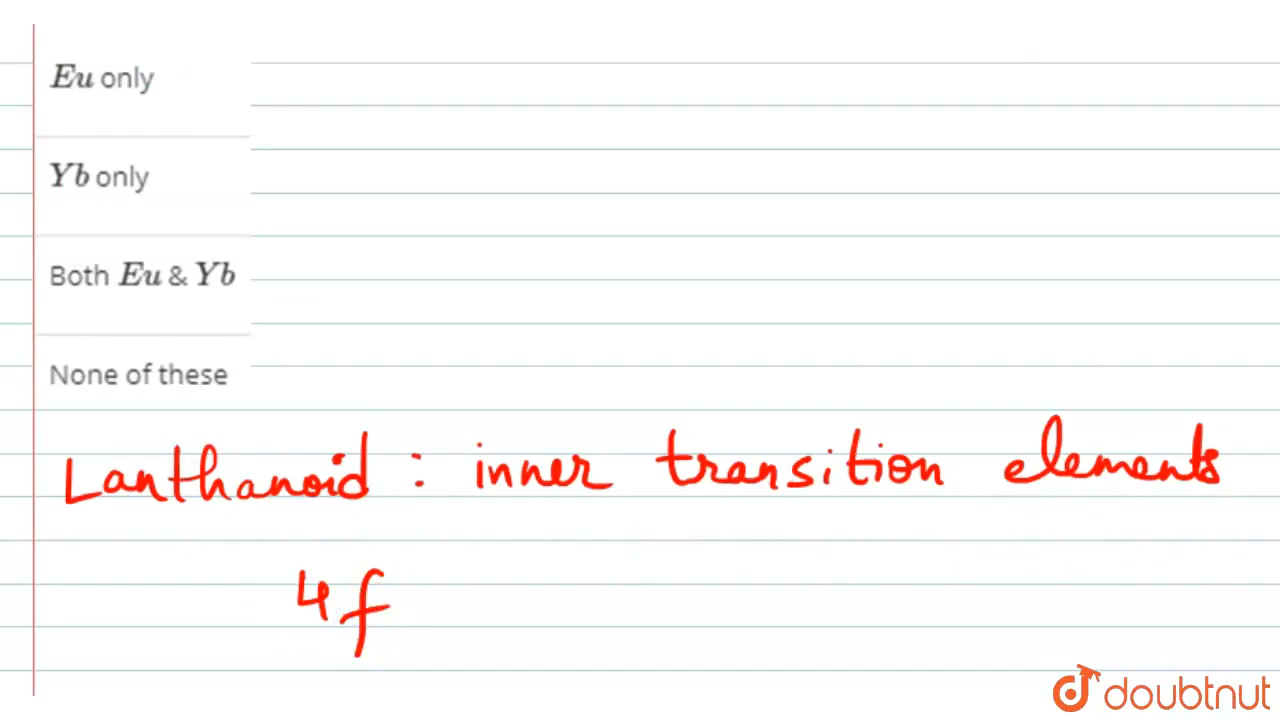 Eu only
Yb only
Both Eu & Yb
None of these
Lanthanoid : inner transition elements
4f
doubtnut